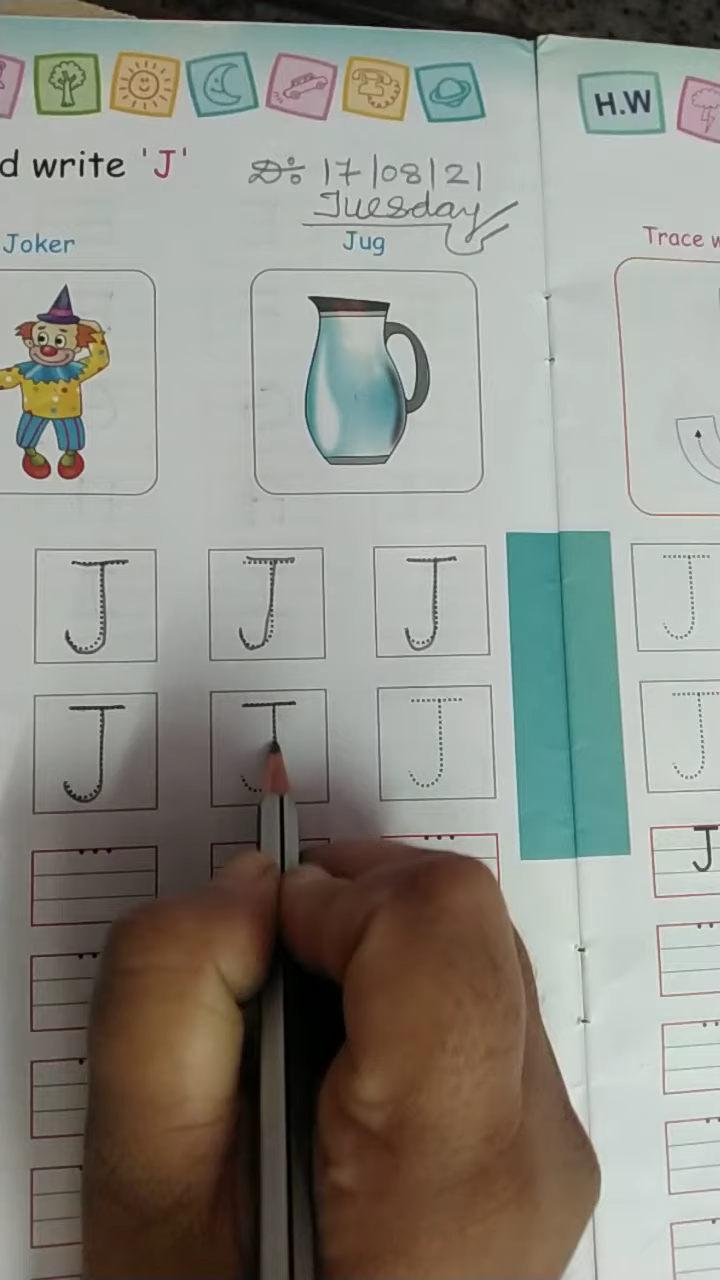 H.W
d write 'J'
D: 17/08/21
Tuesday
Joker
Jug
Trace w
J J J J
J J J J
J